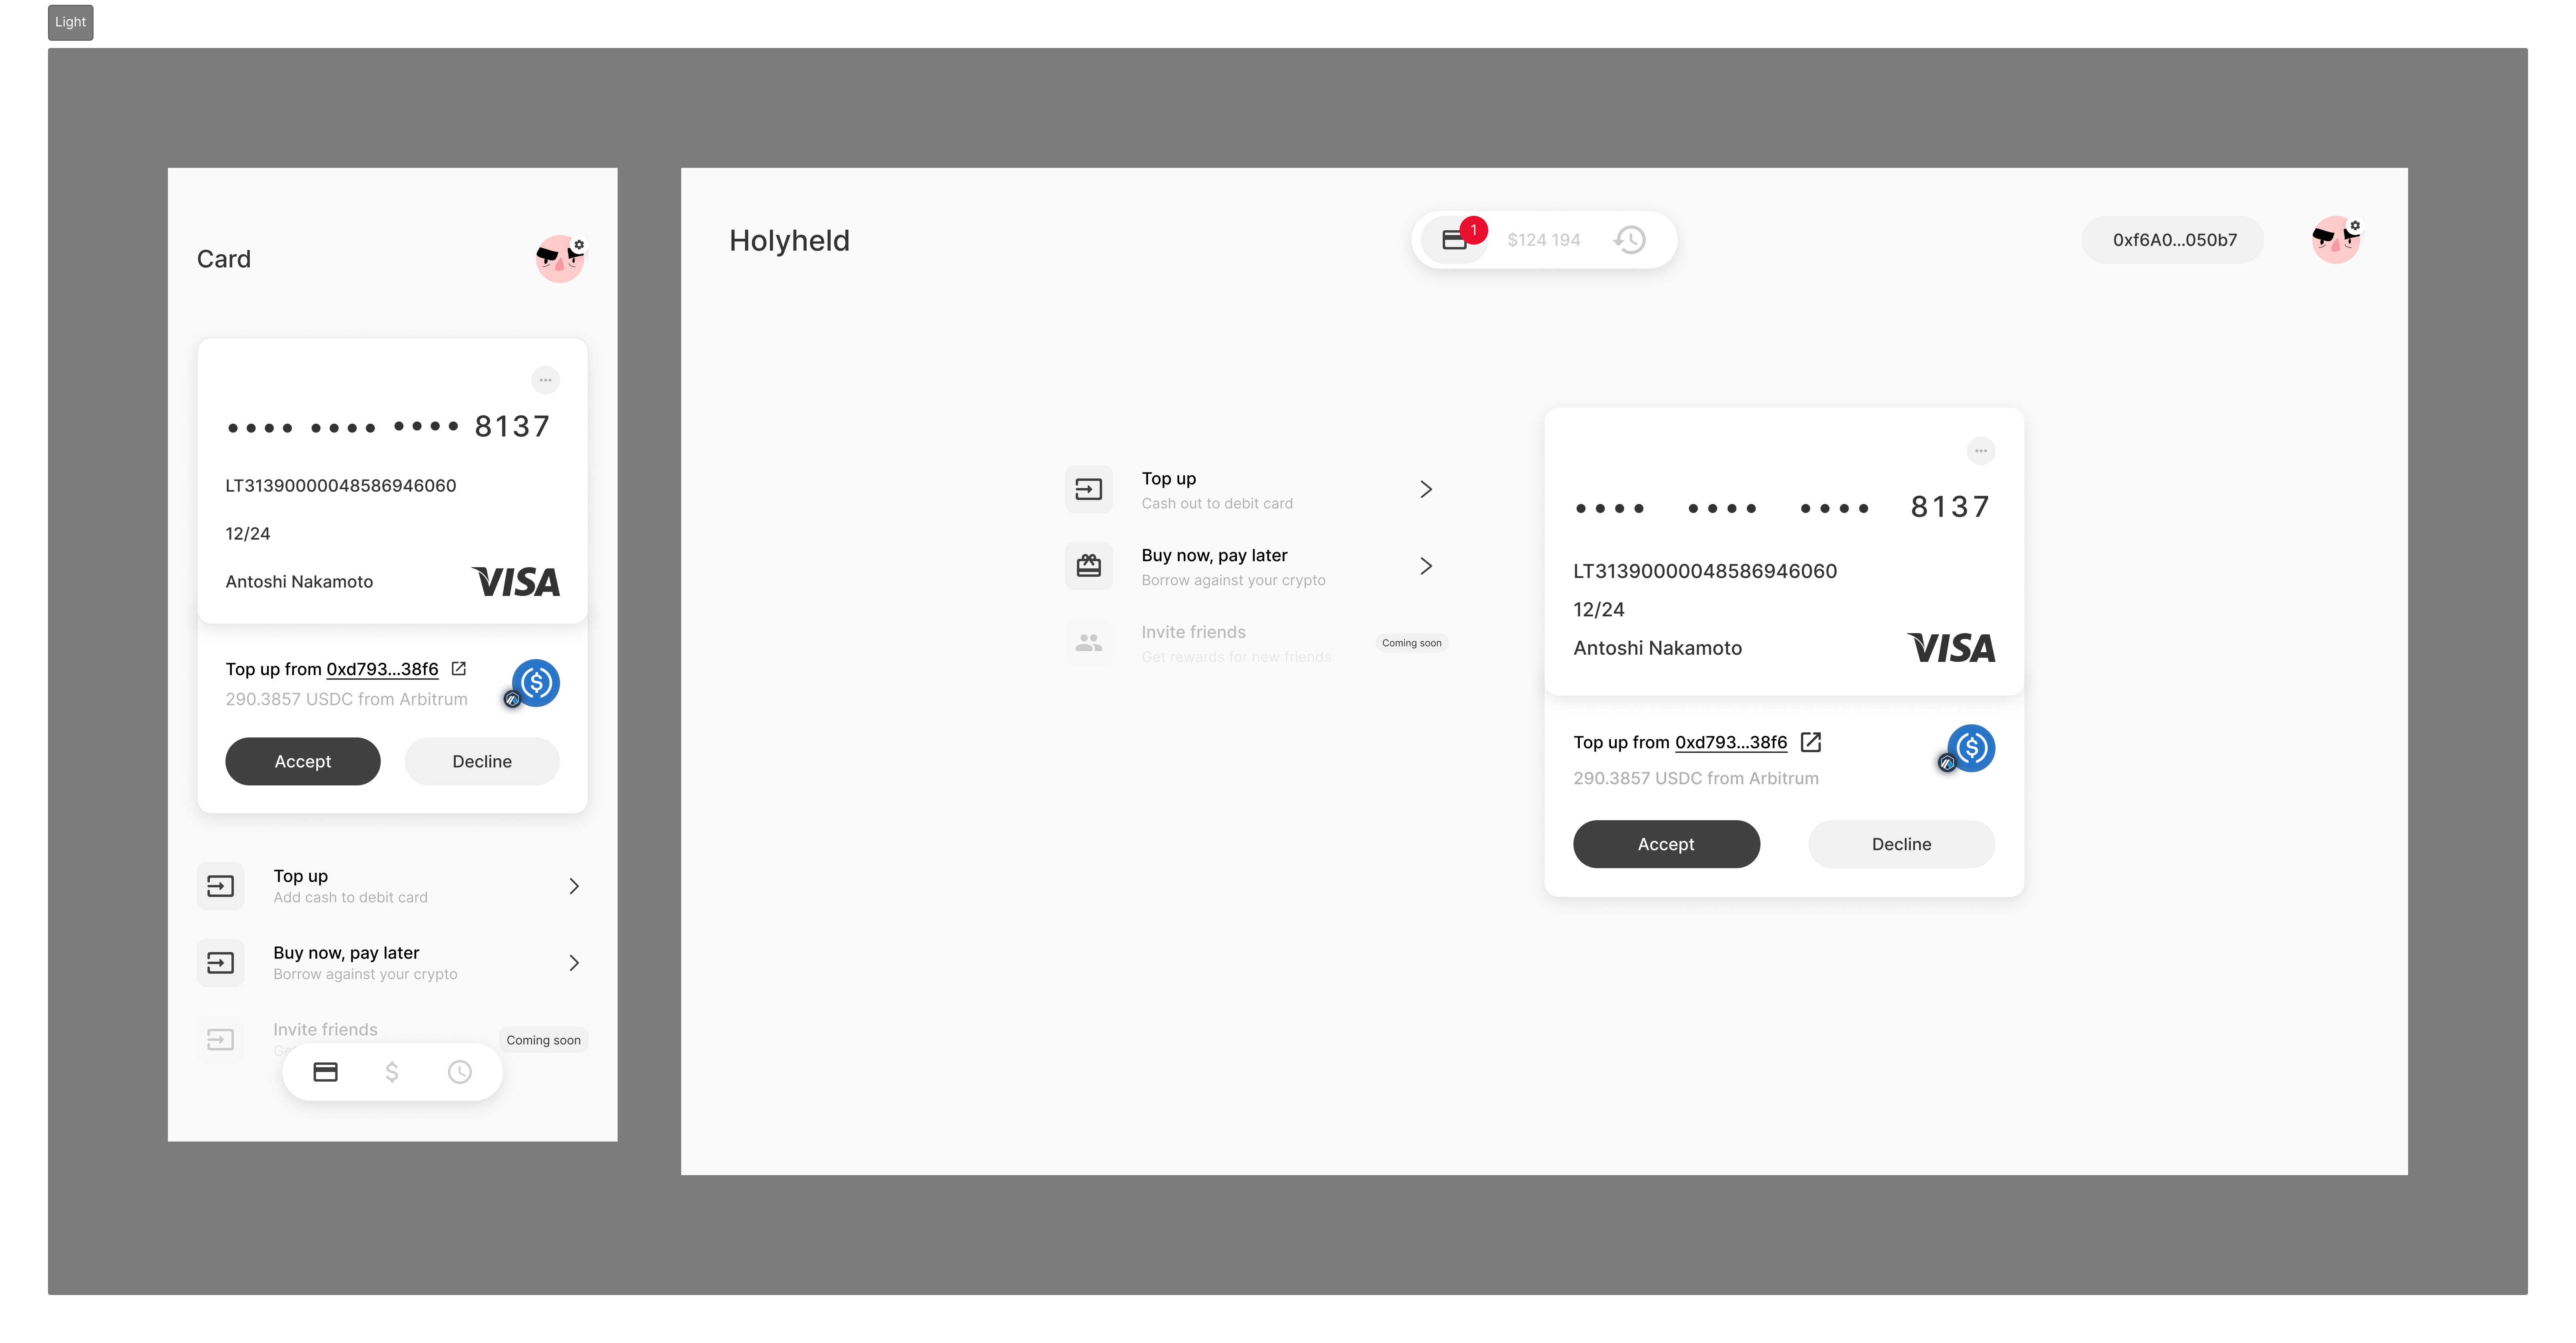 Light
Card
•••• •••• •••• 8137
LT31390000048586946060
12/24
Antoshi Nakamoto
VISA
Top up from 0xd793...38f6
290.3857 USDC from Arbitrum
Accept
Decline
Top up
Add cash to debit card
Buy now, pay later
Borrow against your crypto
Invite friends
Coming soon
$
Holyheld
1
$124 194
0xf6A0...050b7
Top up
Cash out to debit card
Buy now, pay later
Borrow against your crypto
Invite friends
Get rewards for new friends
Coming soon
•••• •••• •••• 8137
LT31390000048586946060
12/24
Antoshi Nakamoto
VISA
Top up from 0xd793...38f6
290.3857 USDC from Arbitrum
Accept
Decline